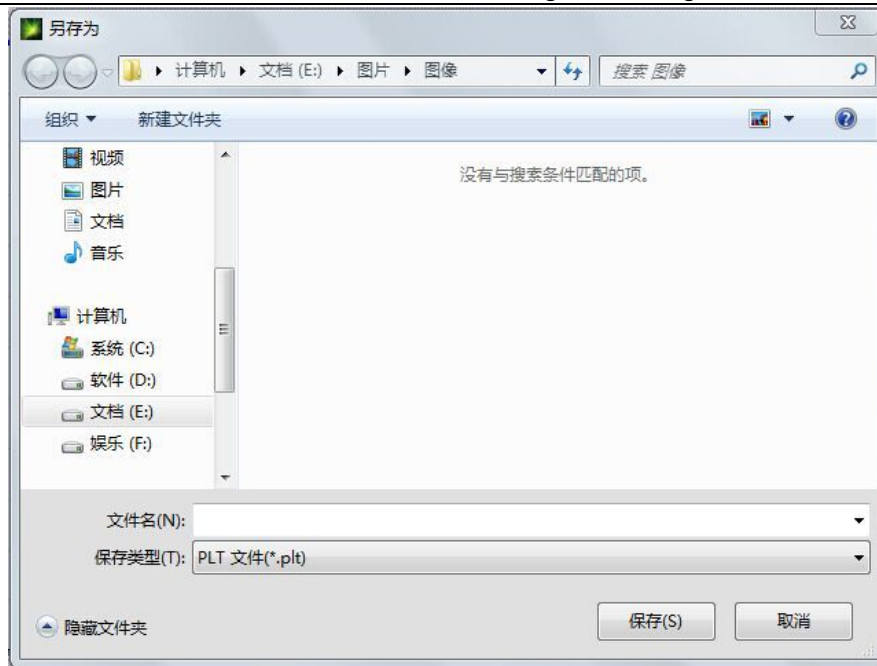 另存为
计算机 文档 (E:) 图片 图像 搜索 图像
组织 新建文件夹
视频
图片
文档
音乐
没有与搜索条件匹配的项。
计算机
系统 (C:)
软件 (D:)
文档 (E:)
娱乐 (F:)
文件名(N):
保存类型(T): PLT 文件(*.plt)
隐藏文件夹 保存(S) 取消